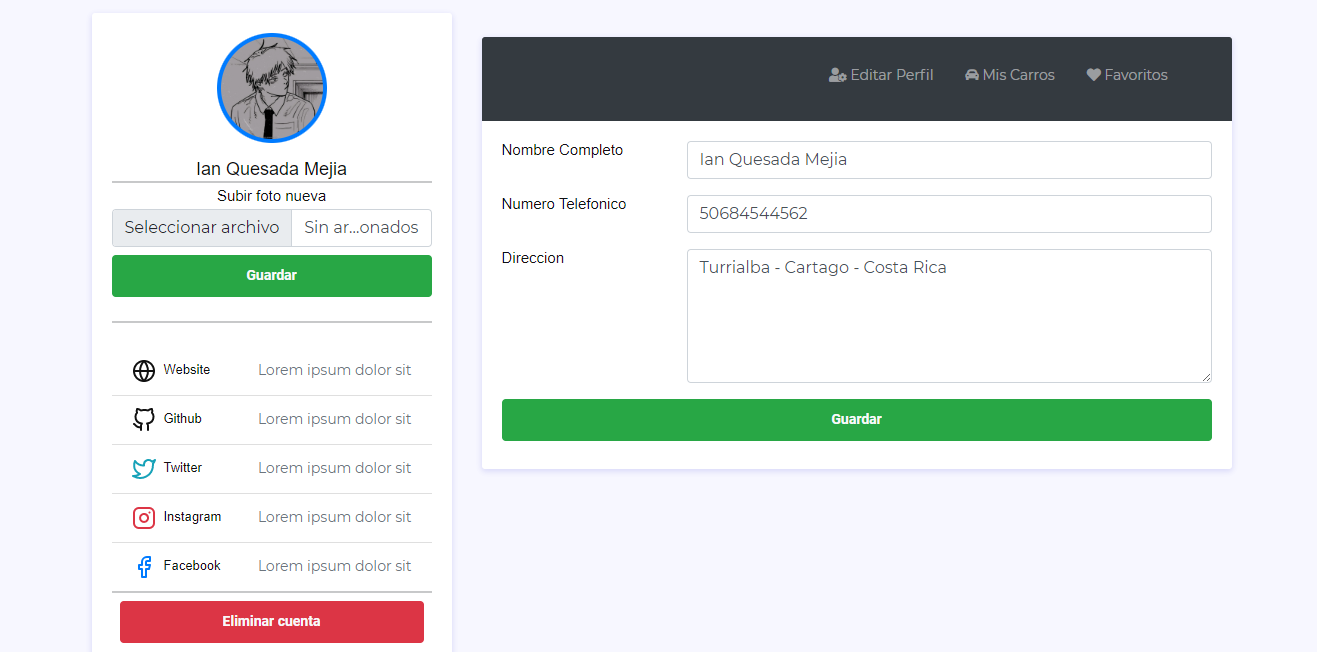 Ian Quesada Mejia
Subir foto nueva
Seleccionar archivo Sin ar...onados
Guardar
Website Lorem ipsum dolor sit
Github Lorem ipsum dolor sit
Twitter Lorem ipsum dolor sit
Instagram Lorem ipsum dolor sit
Facebook Lorem ipsum dolor sit
Eliminar cuenta
Editar Perfil Mis Carros Favoritos
Nombre Completo Ian Quesada Mejia
Numero Telefonico 50684544562
Direccion Turrialba - Cartago - Costa Rica
Guardar